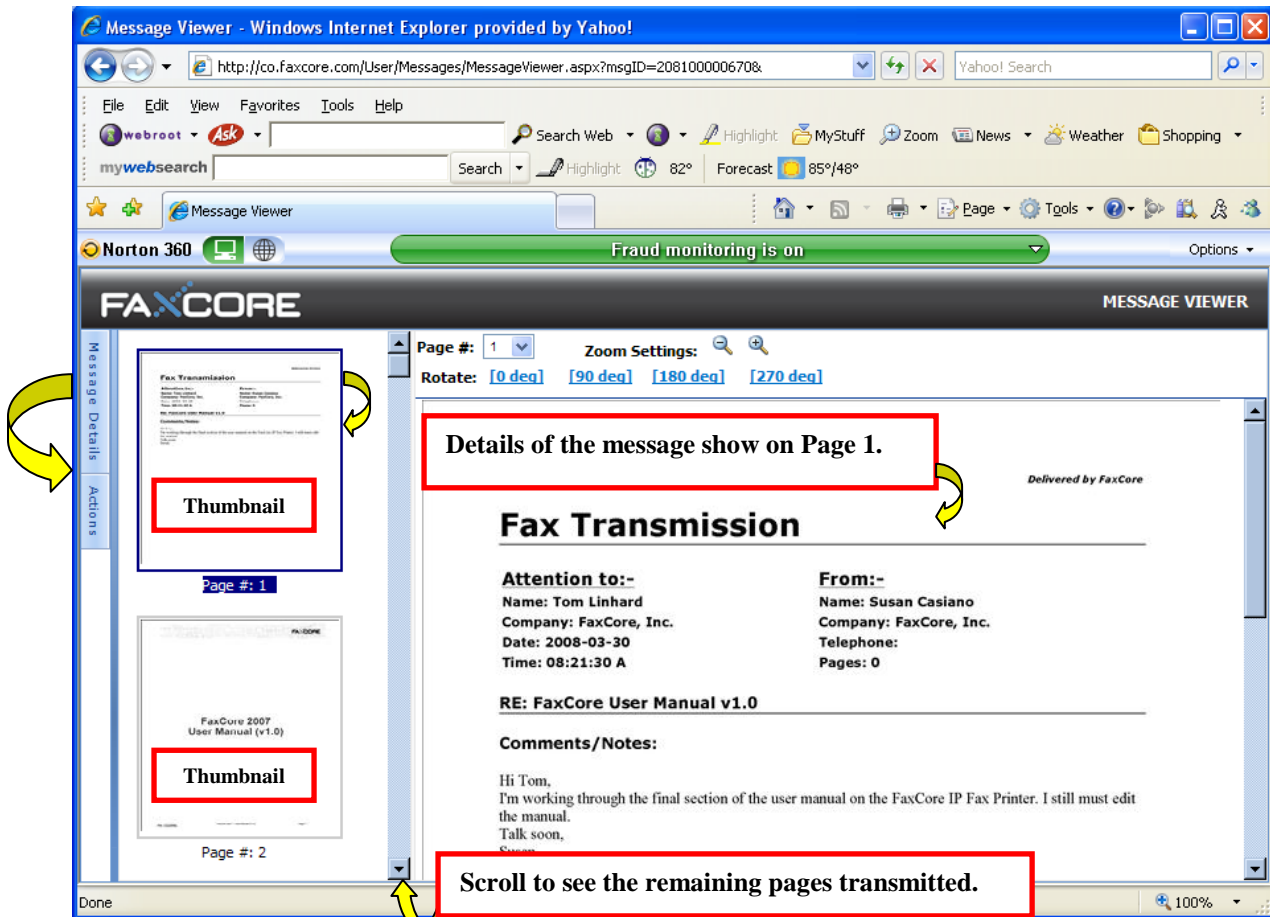 Message Viewer - Windows Internet Explorer provided by Yahoo!
http://co.faxcore.com/User/Messages/MessageViewer.aspx?msgID=2081000006708&
Yahoo! Search
File Edit View Favorites Tools Help
webroot Ask Search Web Highlight MyStuff Zoom News Weather Shopping
mywebsearch Search Highlight 82° Forecast 85°/48°
Message Viewer Page Tools
Norton 360 Fraud monitoring is on Options
FAXCORE MESSAGE VIEWER
Message Details
Actions
Fax Transmission
Thumbnail
Page #: 1
FAXCORE
FaxCore 2007
User Manual (v1.0)
Thumbnail
Page #: 2
Page #: 1 Zoom Settings:
Rotate: [0 deg] [90 deg] [180 deg] [270 deg]
Details of the message show on Page 1.
Delivered by FaxCore
Fax Transmission
Attention to:- From:-
Name: Tom Linhard Name: Susan Casiano
Company: FaxCore, Inc. Company: FaxCore, Inc.
Date: 2008-03-30 Telephone:
Time: 08:21:30 A Pages: 0
RE: FaxCore User Manual v1.0
Comments/Notes:
Hi Tom,
I'm working through the final section of the user manual on the FaxCore IP Fax Printer. I still must edit
the manual.
Talk soon,
Susan
Scroll to see the remaining pages transmitted.
Done 100%